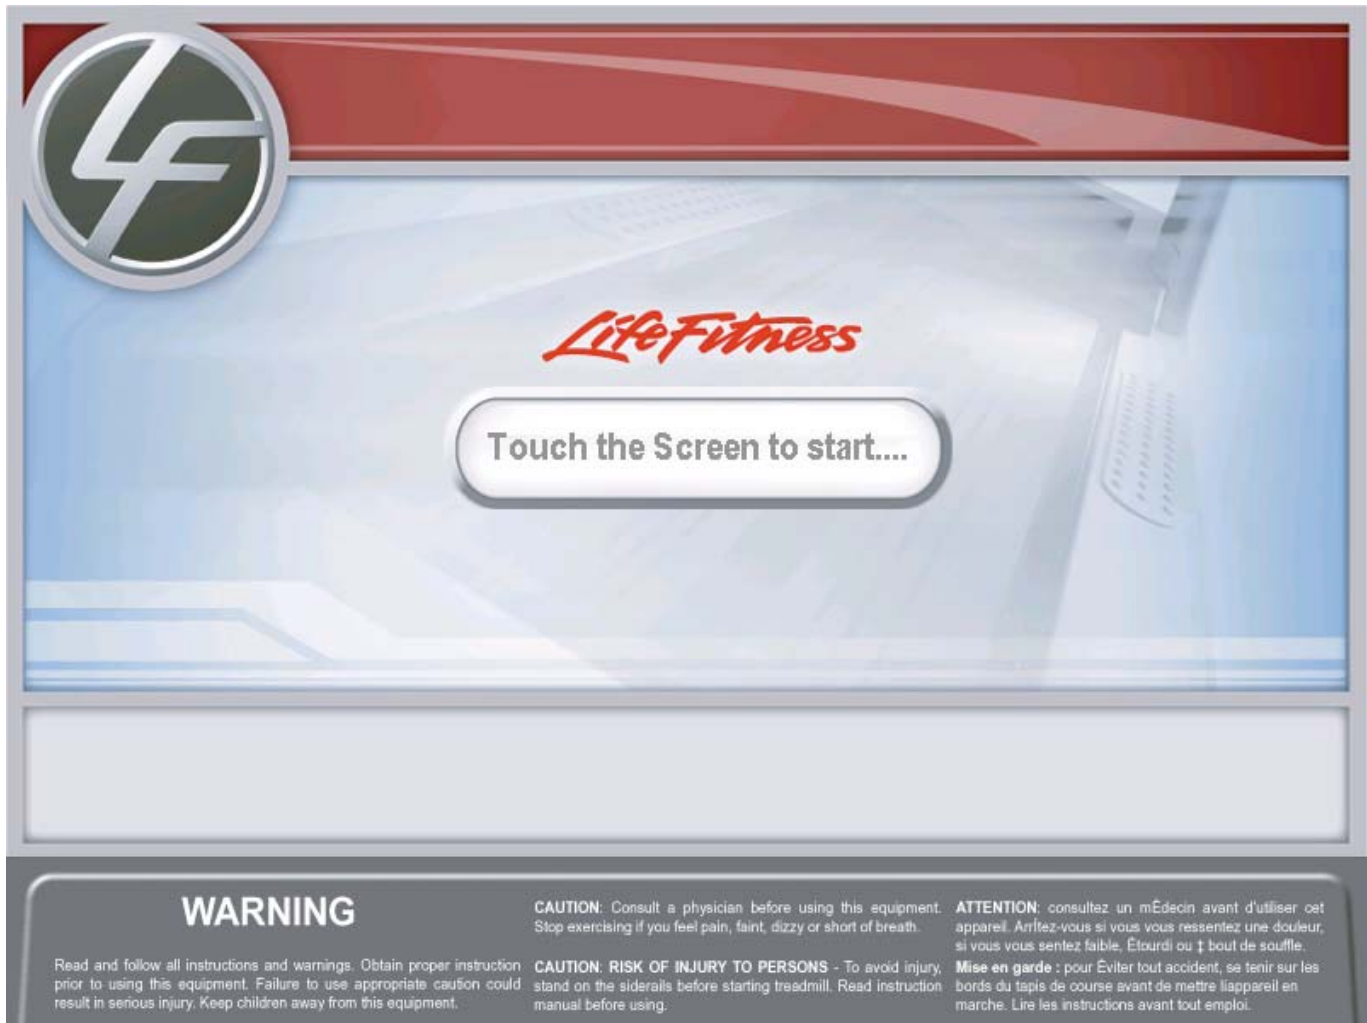 LF
LifeFitness
Touch the Screen to start....
WARNING
Read and follow all instructions and warnings. Obtain proper instruction
prior to using this equipment. Failure to use appropriate caution could
result in serious injury. Keep children away from this equipment.
CAUTION: Consult a physician before using this equipment.
Stop exercising if you feel pain, faint, dizzy or short of breath.
CAUTION: RISK OF INJURY TO PERSONS - To avoid injury,
stand on the siderails before starting treadmill. Read instruction
manual before using.
ATTENTION: consultez un mÉdecin avant d'utiliser cet
appareil. ArrÍtez-vous si vous vous ressentez une douleur,
si vous vous sentez faible, Étourdi ou ‡ bout de souffle.
Mise en garde : pour Èviter tout accident, se tenir sur les
bords du tapis de course avant de mettre liappareil en
marche. Lire les instructions avant tout emploi.